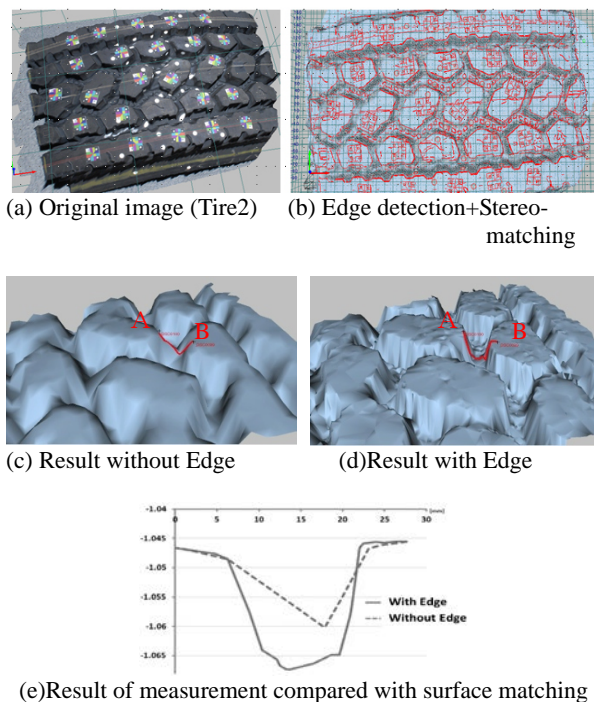 (a) Original image (Tire2)
(b) Edge detection+Stereo-
matching
A
B
(c) Result without Edge
A
B
(d)Result with Edge
-1.04
[mm]
0 5 10 15 20 25 30
-1.045
-1.05
-1.055
-1.06
-1.065
With Edge
Without Edge
(e)Result of measurement compared with surface matching